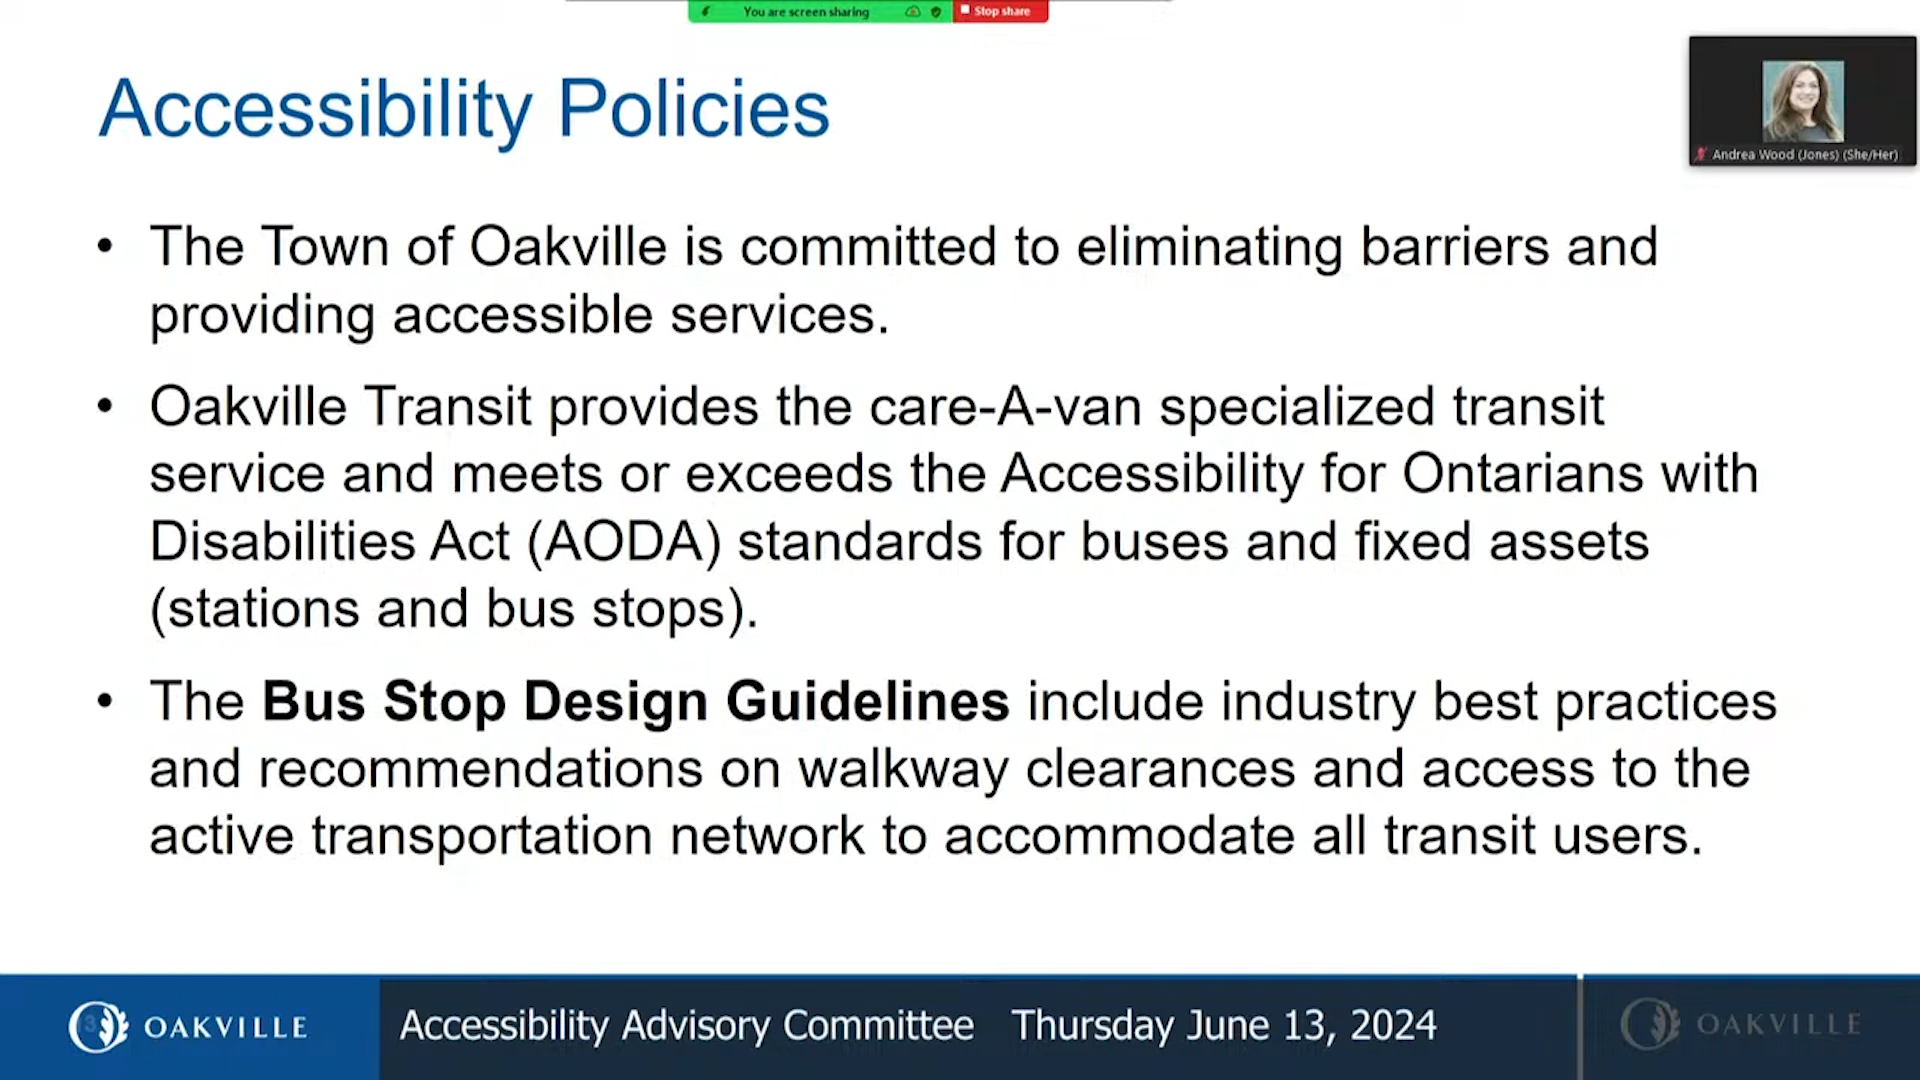 You are screen sharing
Stop share
Accessibility Policies
Andrea Wood (Jones) (She/Her)
• The Town of Oakville is committed to eliminating barriers and
providing accessible services.
• Oakville Transit provides the care-A-van specialized transit
service and meets or exceeds the Accessibility for Ontarians with
Disabilities Act (AODA) standards for buses and fixed assets
(stations and bus stops).
• The Bus Stop Design Guidelines include industry best practices
and recommendations on walkway clearances and access to the
active transportation network to accommodate all transit users.
3
OAKVILLE
Accessibility Advisory Committee Thursday June 13, 2024
OAKVILLE